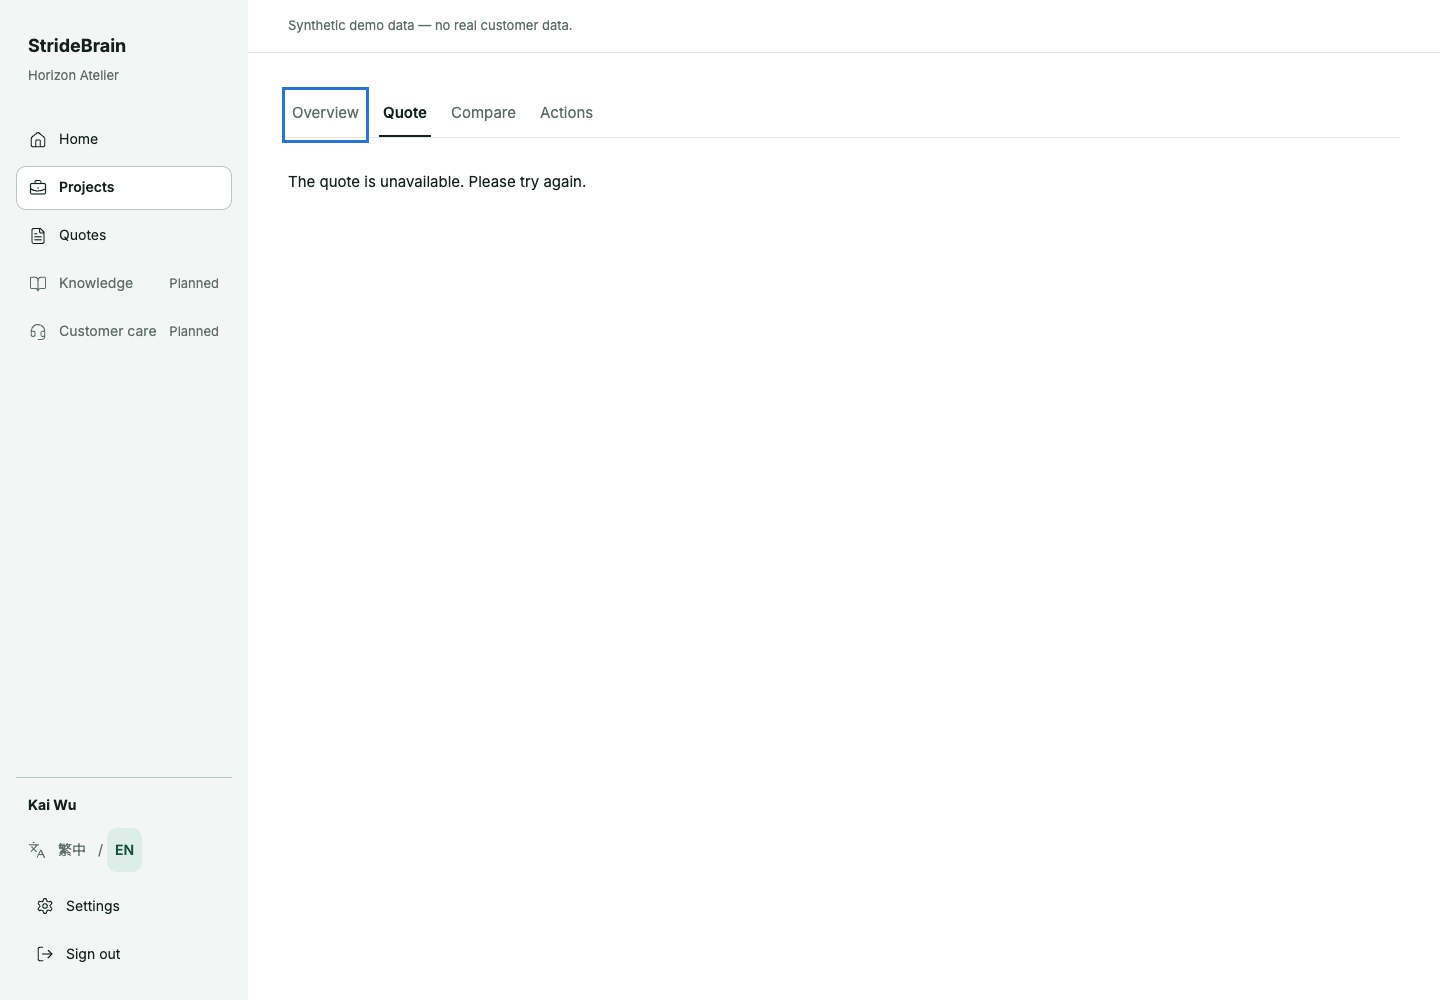 StrideBrain
Horizon Atelier
Home
Projects
Quotes
Knowledge Planned
Customer care Planned
Kai Wu
繁中 / EN
Settings
Sign out
Synthetic demo data — no real customer data.
Overview Quote Compare Actions
The quote is unavailable. Please try again.